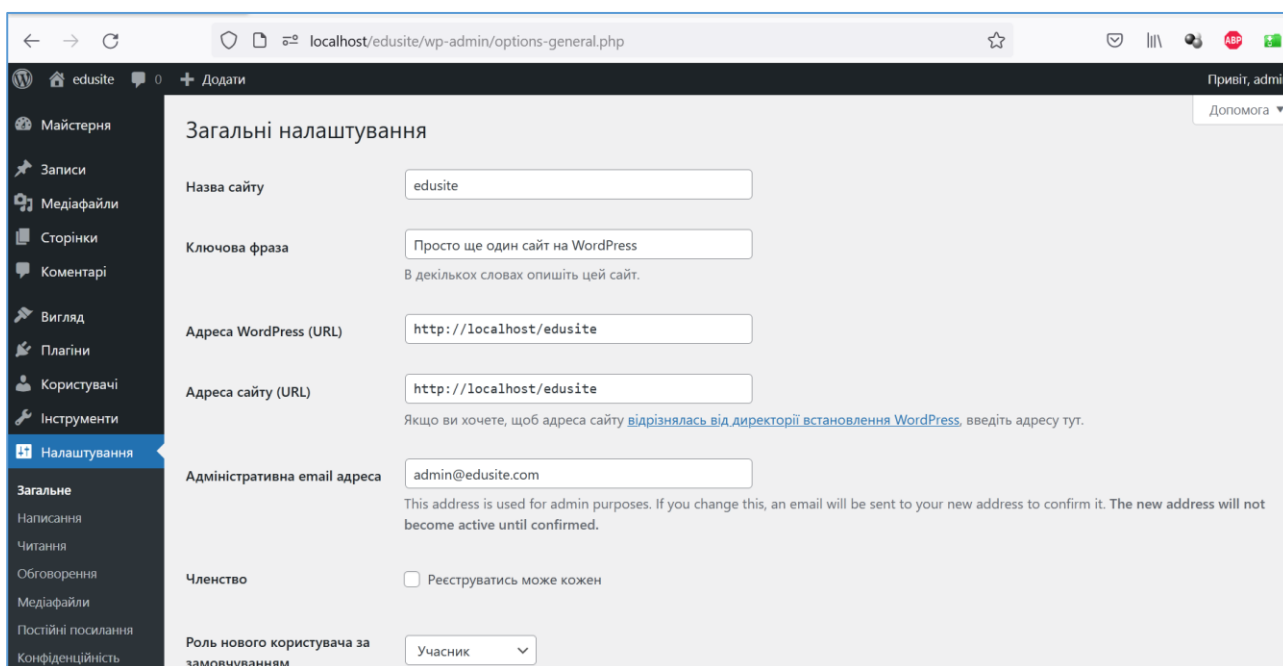 localhost/edusite/wp-admin/options-general.php
ABP
edusite 0 Додати
Привіт, admi
Допомога
Майстерня
Записи
Медіафайли
Сторінки
Коментарі
Вигляд
Плагіни
Користувачі
Інструменти
Налаштування
Загальне
Написання
Читання
Обговорення
Медіафайли
Постійні посилання
Конфіденційність
Загальні налаштування
Назва сайту
edusite
Ключова фраза
Просто ще один сайт на WordPress
В декількох словах опишіть цей сайт.
Адреса WordPress (URL)
http://localhost/edusite
Адреса сайту (URL)
http://localhost/edusite
Якщо ви хочете, щоб адреса сайту відрізнялась від директорії встановлення WordPress, введіть адресу тут.
Адміністративна email адреса
admin@edusite.com
This address is used for admin purposes. If you change this, an email will be sent to your new address to confirm it. The new address will not
become active until confirmed.
Членство
Реєструватись може кожен
Роль нового користувача за
замовчуванням
Учасник